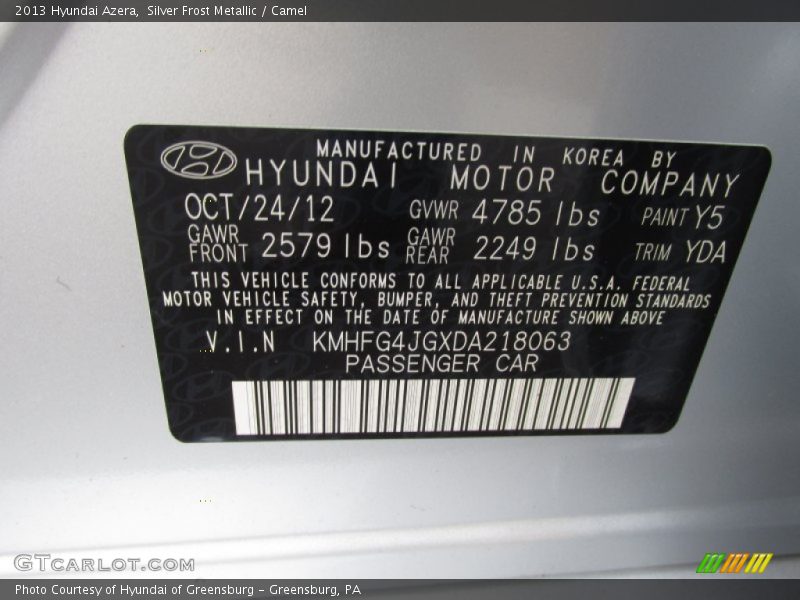 2013 Hyundai Azera, Silver Frost Metallic / Camel
MANUFACTURED IN KOREA BY
HYUNDAI MOTOR COMPANY
OCT/24/12 GVWR 4785 lbs PAINT Y5
GAWR FRONT 2579 lbs GAWR REAR 2249 lbs TRIM YDA
THIS VEHICLE CONFORMS TO ALL APPLICABLE U.S.A. FEDERAL
MOTOR VEHICLE SAFETY, BUMPER, AND THEFT PREVENTION STANDARDS
IN EFFECT ON THE DATE OF MANUFACTURE SHOWN ABOVE
V.I.N KMHFG4JGXDA218063
PASSENGER CAR
GTCARLOT.COM
Photo Courtesy of Hyundai of Greensburg – Greensburg, PA